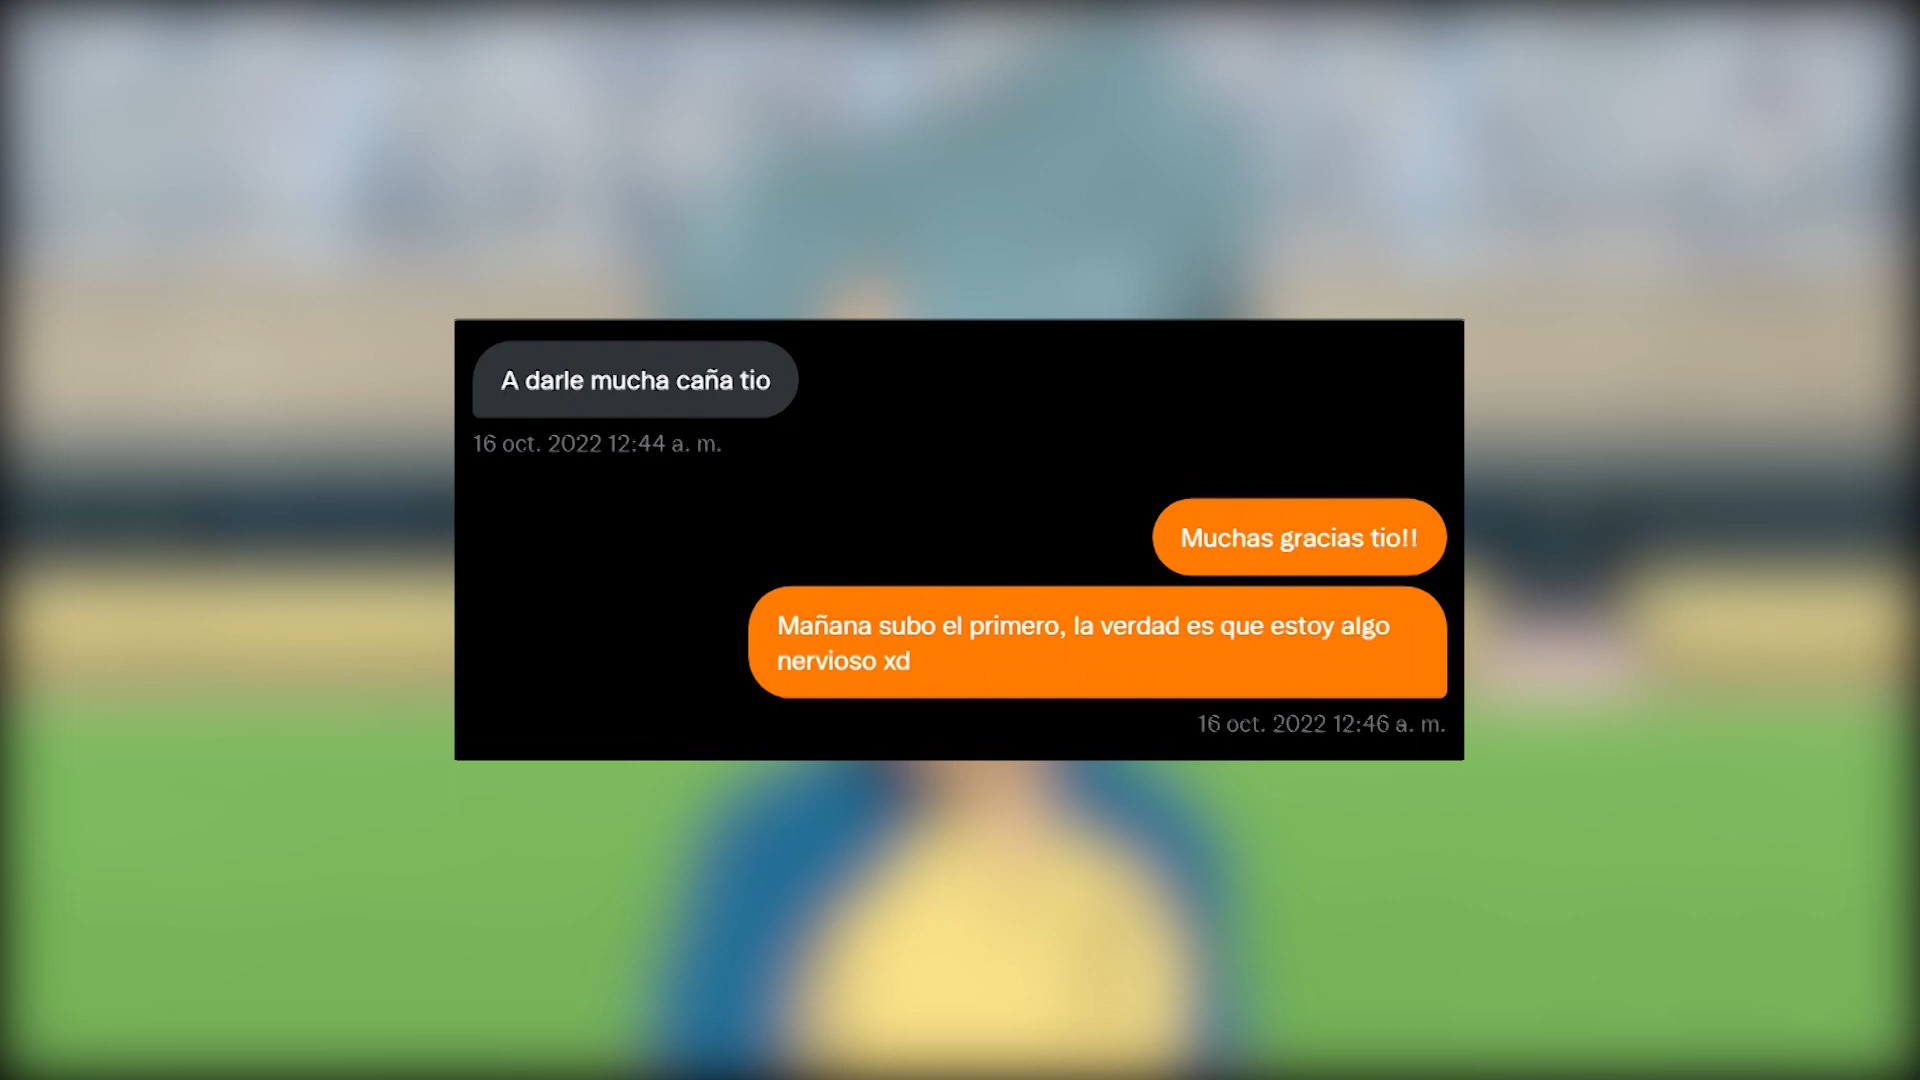 A darle mucha caña tio
16 oct. 2022 12:44 a. m.
Muchas gracias tio!!
Mañana subo el primero, la verdad es que estoy algo
nervioso xd
16 oct. 2022 12:46 a. m.